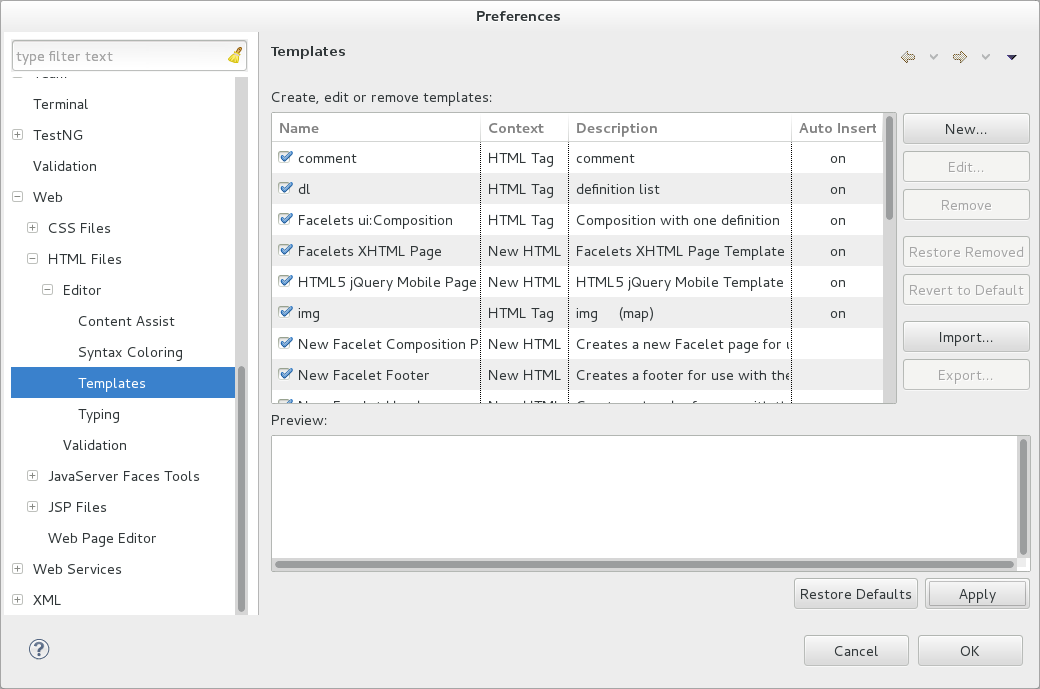 Preferences
type filter text
Terminal
TestNG
Validation
Web
CSS Files
HTML Files
Editor
Content Assist
Syntax Coloring
Templates
Typing
Validation
JavaServer Faces Tools
JSP Files
Web Page Editor
Web Services
XML
Templates
Create, edit or remove templates:
Name Context Description Auto Insert
comment HTML Tag comment on
dl HTML Tag definition list on
Facelets ui:Composition HTML Tag Composition with one definition on
Facelets XHTML Page New HTML Facelets XHTML Page Template on
HTML5 jQuery Mobile Page New HTML HTML5 jQuery Mobile Template on
img HTML Tag img (map) on
New Facelet Composition P New HTML Creates a new Facelet page for u
New Facelet Footer New HTML Creates a footer for use with the
New...
Edit...
Remove
Restore Removed
Revert to Default
Import...
Export...
Preview:
Restore Defaults Apply
? Cancel OK